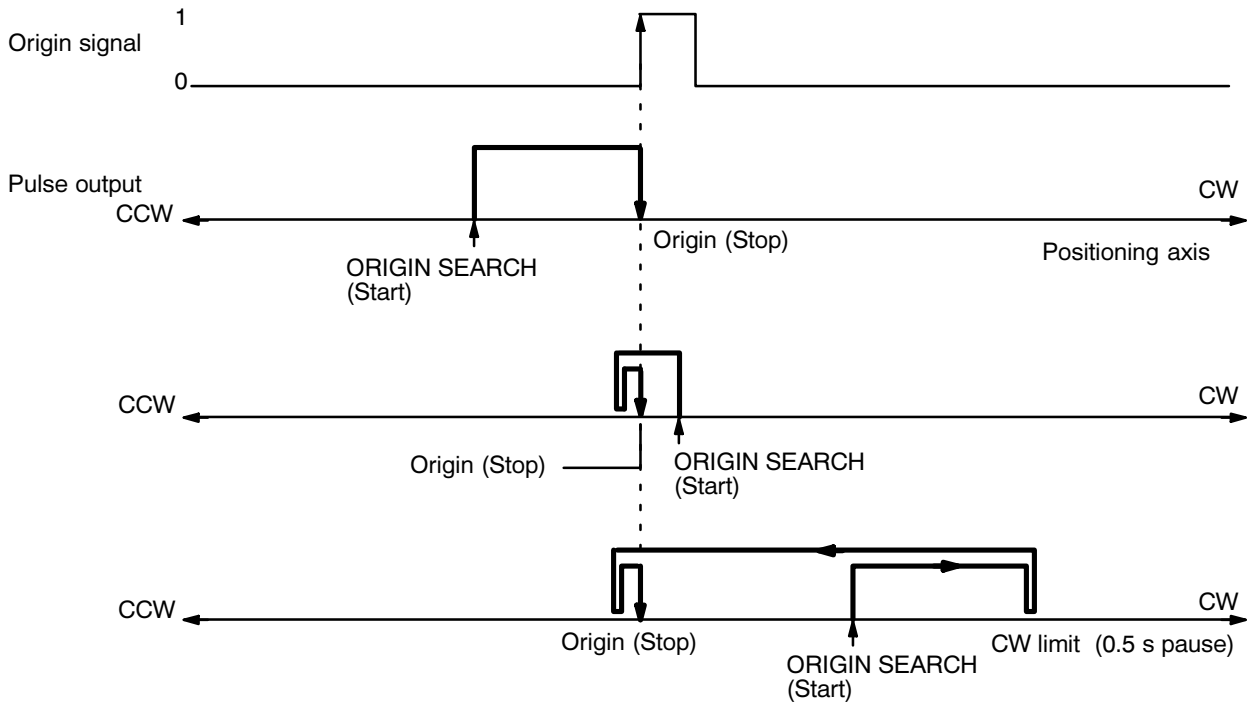 1
Origin signal
0
Pulse output
CCW
CW
Origin (Stop)
Positioning axis
ORIGIN SEARCH
(Start)
CCW
CW
Origin (Stop)
ORIGIN SEARCH
(Start)
CCW
CW
Origin (Stop)
CW limit (0.5 s pause)
ORIGIN SEARCH
(Start)